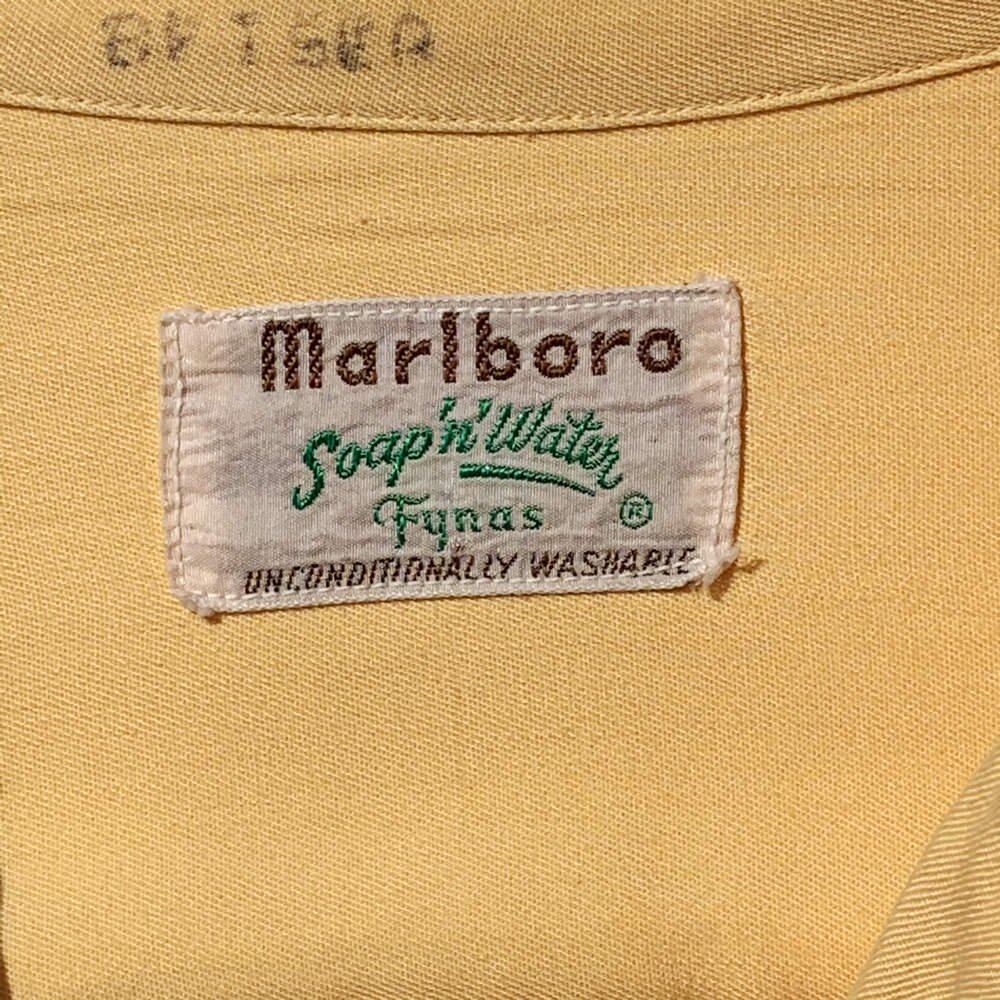 Marlboro
Soap 'n' Water
Fynas ®
UNCONDITIONALLY WASHABLE